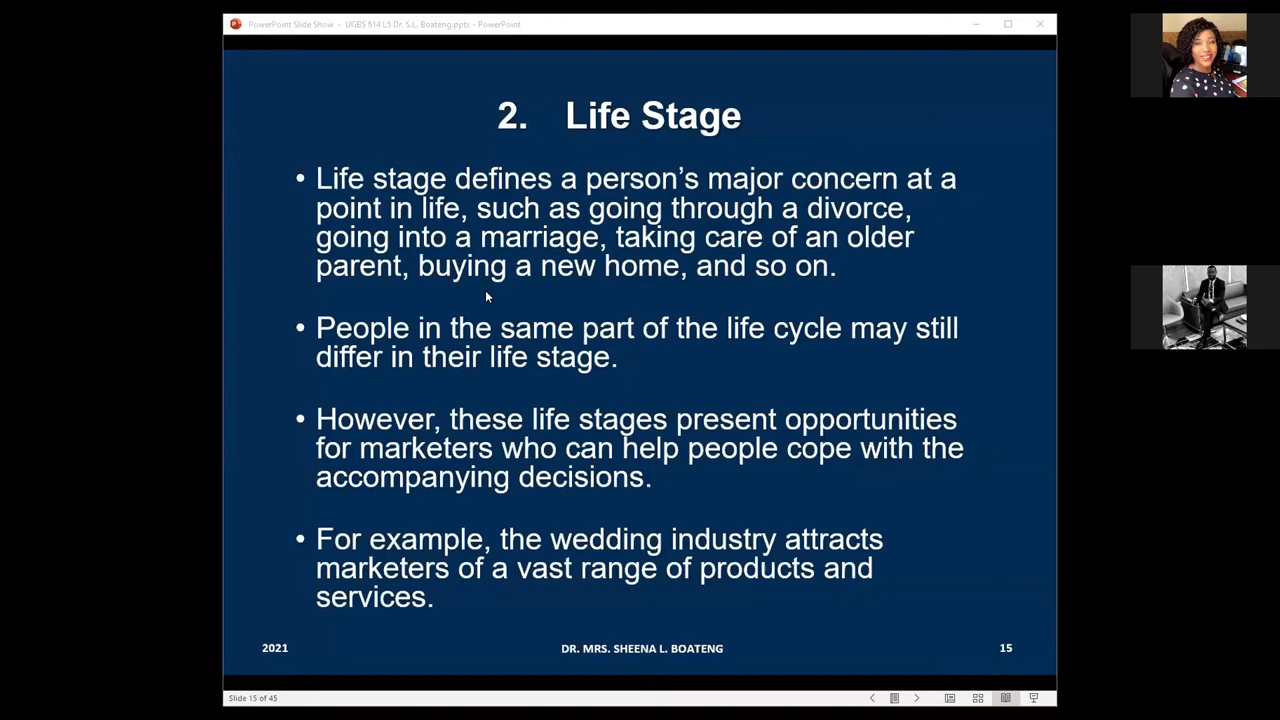 PowerPoint Slide Show - UGBS 614 L5 Dr. S.L. Boateng.pptx - PowerPoint
2. Life Stage
• Life stage defines a person's major concern at a
point in life, such as going through a divorce,
going into a marriage, taking care of an older
parent, buying a new home, and so on.
• People in the same part of the life cycle may still
differ in their life stage.
• However, these life stages present opportunities
for marketers who can help people cope with the
accompanying decisions.
• For example, the wedding industry attracts
marketers of a vast range of products and
services.
2021 DR. MRS. SHEENA L. BOATENG 15
Slide 15 of 45